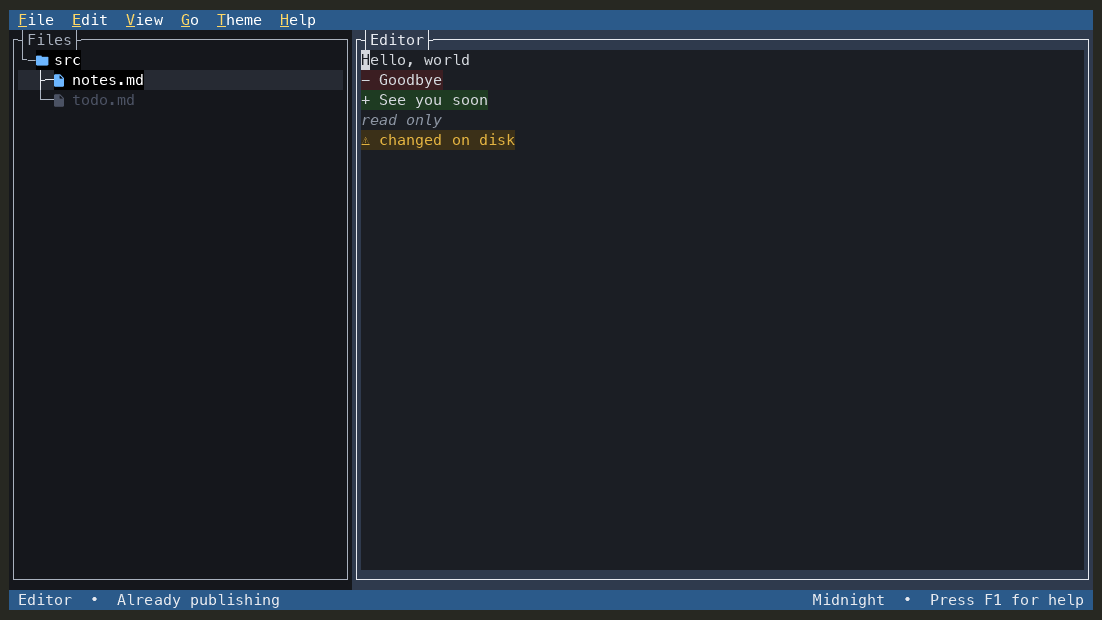 File Edit View Go Theme Help
Files
src
notes.md
todo.md
Editor
Hello, world
- Goodbye
+ See you soon
read only
⚠ changed on disk
Editor • Already publishing
Midnight • Press F1 for help